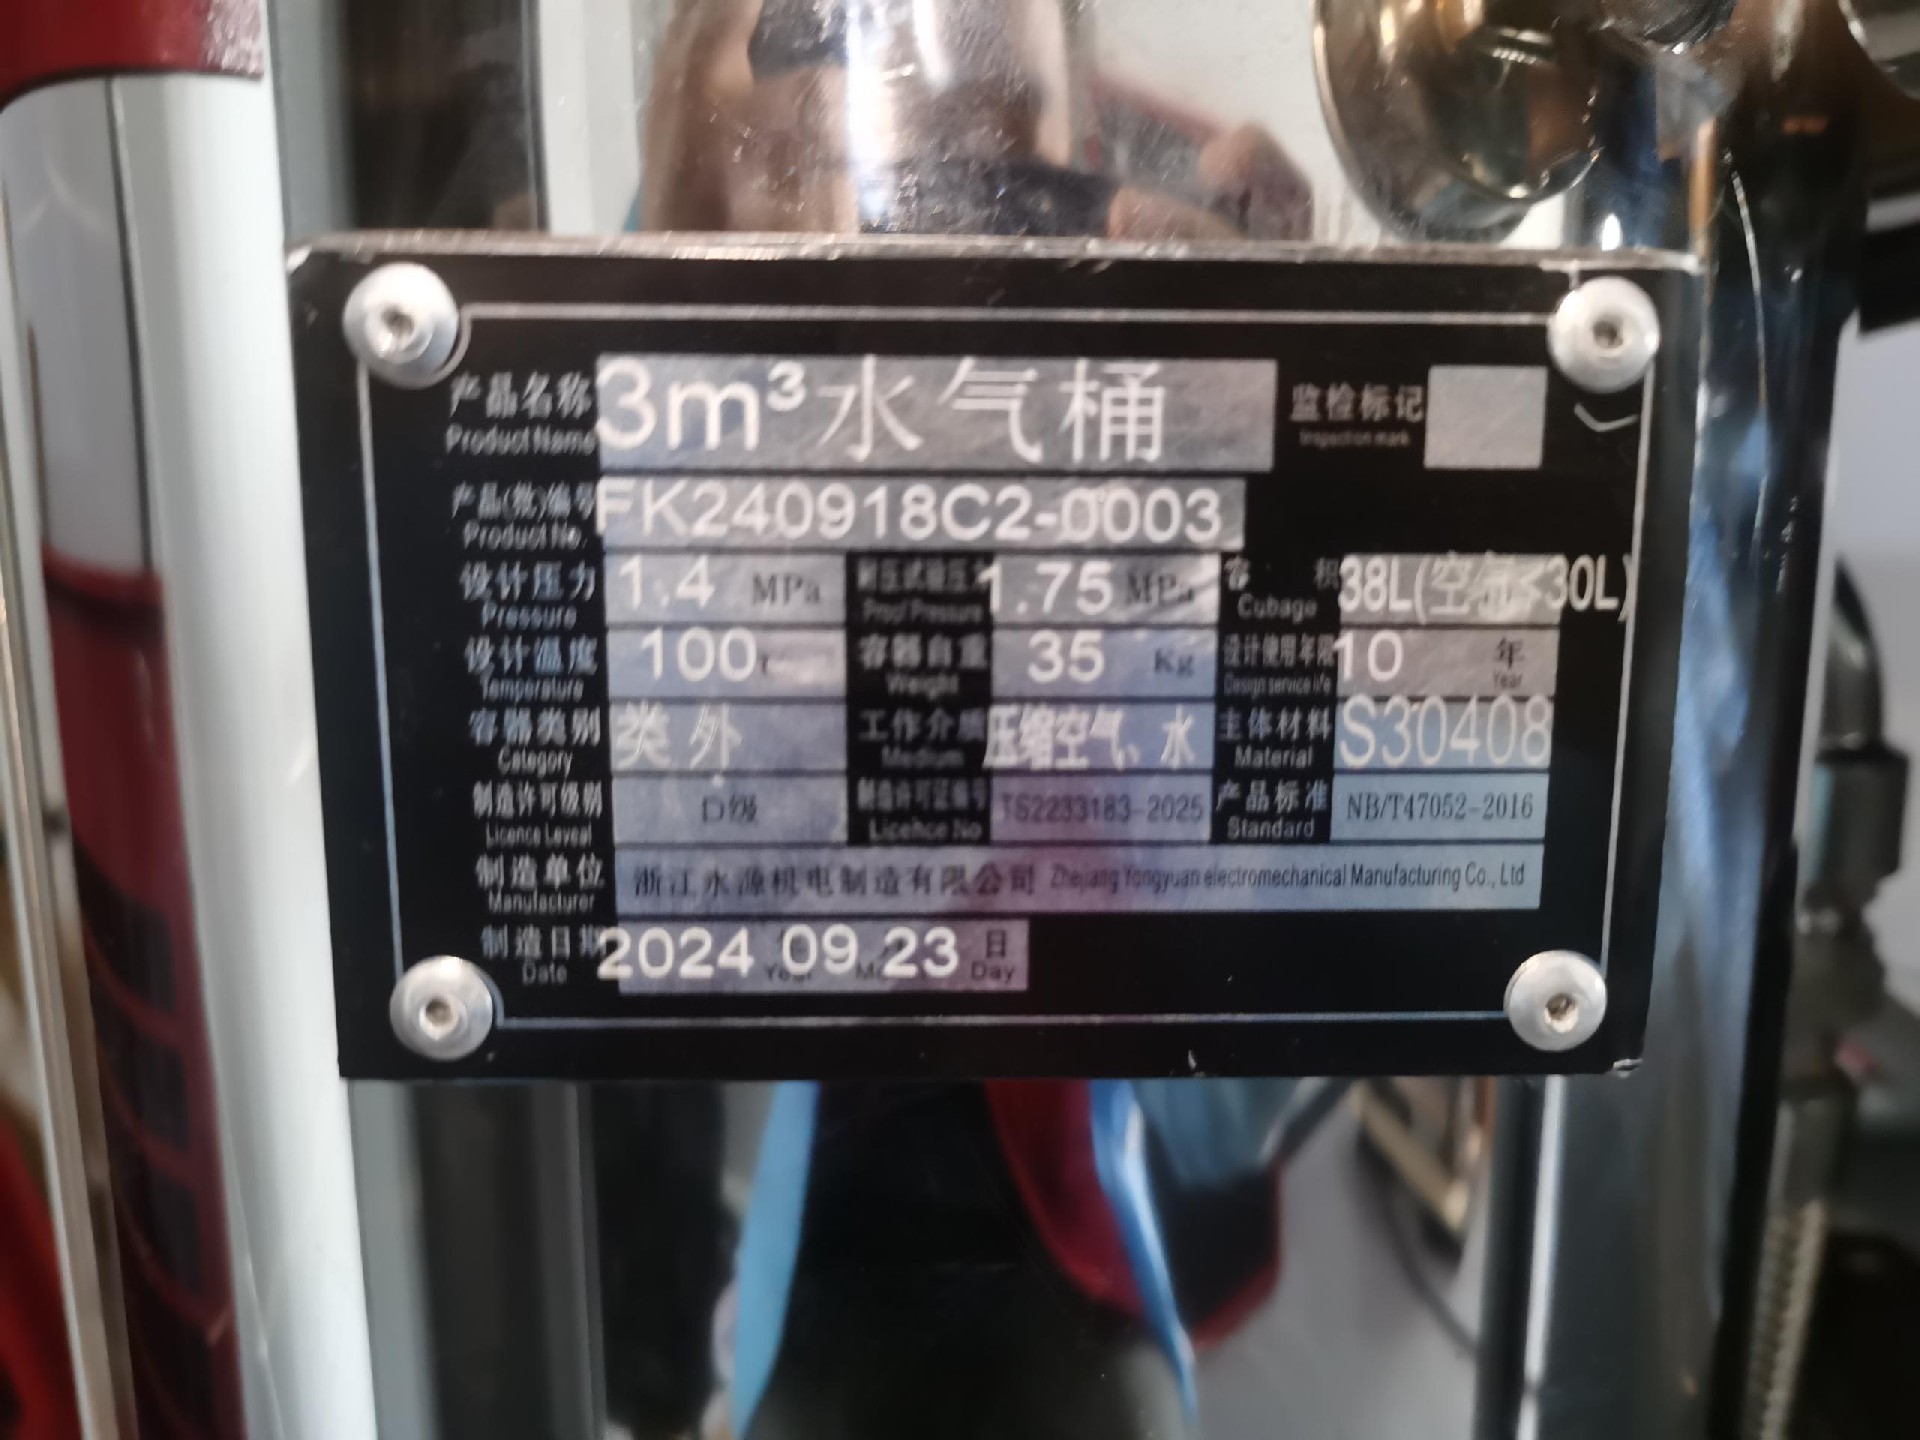 产品名称 3m³水气桶 监检标记
Product Name Inspection mark
产品(批)编号 FK240918C2-0003
Product No.
设计压力 1.4 MPa 耐压试验压力 1.75 MPa 容 积 38L(空气≤30L)
Pressure Proof Pressure Cubage
设计温度 100 容器自重 35 Kg 设计使用年限 10 年
Temperature Weight Design service life Year
容器类别 类外 工作介质 压缩空气、水 主体材料 S30408
Category Medium Material
制造许可级别 D级 制造许可证编号 TS2233183-2025 产品标准 NB/T47052-2016
Licence Leveal Licehce No Standard
制造单位 浙江永源机电制造有限公司 Zhejiang Yongyuan electromechanical Manufacturing Co., Ltd
Manufacturer
制造日期 2024 09 23 日
Date Year Day